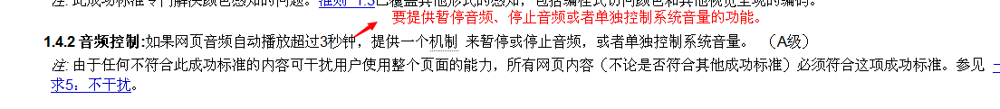 注: 此成功标准专门解决颜色感知的问题。准则 1.3已覆盖其他形式的感知，包括编程式访问颜色和其他视觉呈现的编码。
要提供暂停音频、停止音频或者单独控制系统音量的功能。
1.4.2 音频控制:如果网页音频自动播放超过3秒钟，提供一个机制 来暂停或停止音频，或者单独控制系统音量。 （A级）
注: 由于任何不符合此成功标准的内容可干扰用户使用整个页面的能力，所有网页内容（不论是否符合其他成功标准）必须符合这项成功标准。参见
求5：不干扰。